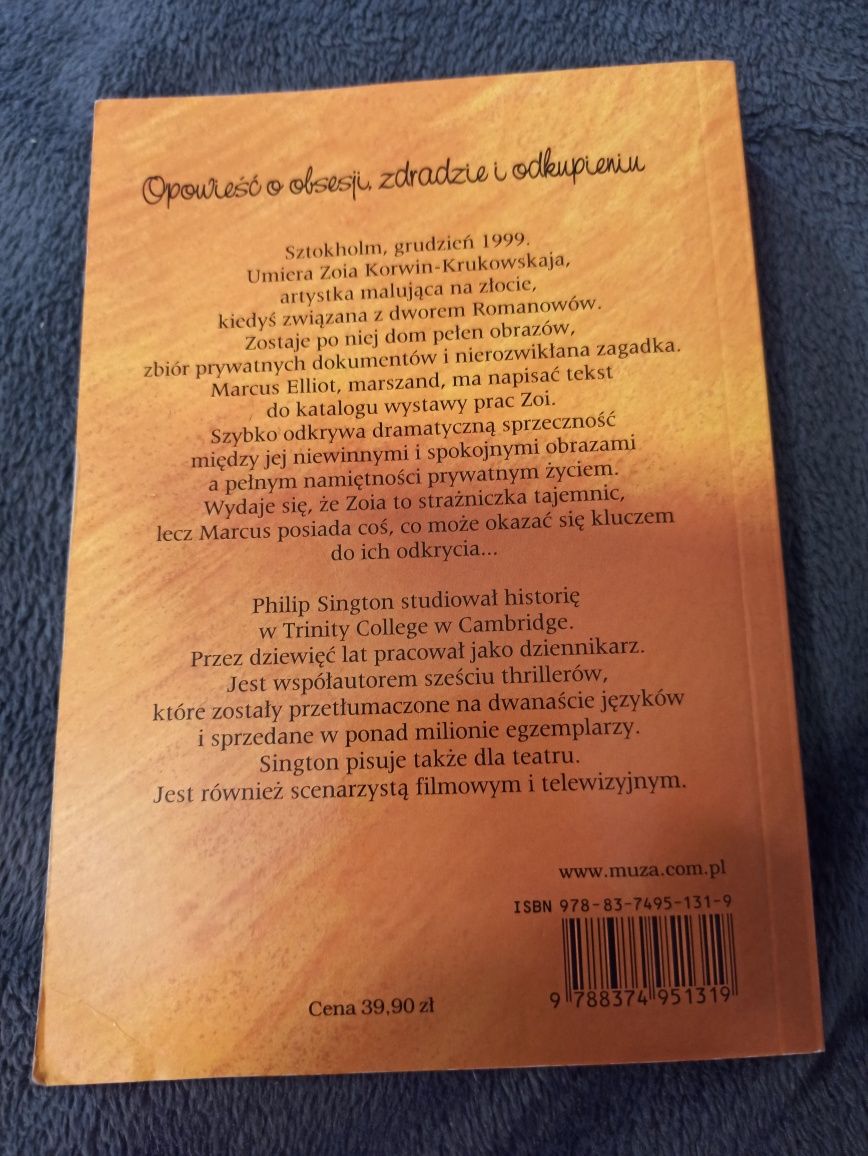 Opowieść o obsesji, zdradzie i odkupieniu
Sztokholm, grudzień 1999.
Umiera Zoia Korwin-Krukowskaja,
artystka malująca na złocie,
kiedyś związana z dworem Romanowów.
Zostaje po niej dom pełen obrazów,
zbiór prywatnych dokumentów i nierozwikłana zagadka.
Marcus Elliot, marszand, ma napisać tekst
do katalogu wystawy prac Zoi.
Szybko odkrywa dramatyczną sprzeczność
między jej niewinnymi i spokojnymi obrazami
a pełnym namiętności prywatnym życiem.
Wydaje się, że Zoia to strażniczka tajemnic,
lecz Marcus posiada coś, co może okazać się kluczem
do ich odkrycia...
Philip Sington studiował historię
w Trinity College w Cambridge.
Przez dziewięć lat pracował jako dziennikarz.
Jest współautorem sześciu thrillerów,
które zostały przetłumaczone na dwanaście języków
i sprzedane w ponad milionie egzemplarzy.
Sington pisuje także dla teatru.
Jest również scenarzystą filmowym i telewizyjnym.
www.muza.com.pl
ISBN 978-83-7495-131-9
9 788374 951319
Cena 39,90 zł